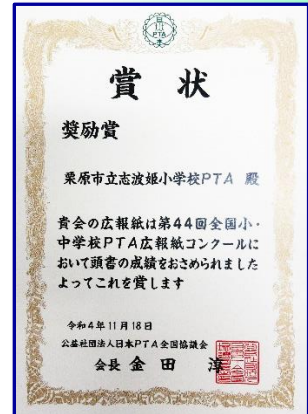 PTA
賞状
奨励賞
栗原市立志波姫小学校PTA 殿
貴会の広報紙は第44回全国小・
中学校PTA広報紙コンクールに
おいて頭書の成績をおさめられました
よってこれを賞します
令和4年11月18日
公益社団法人日本PTA全国協議会
会長 金田 淳